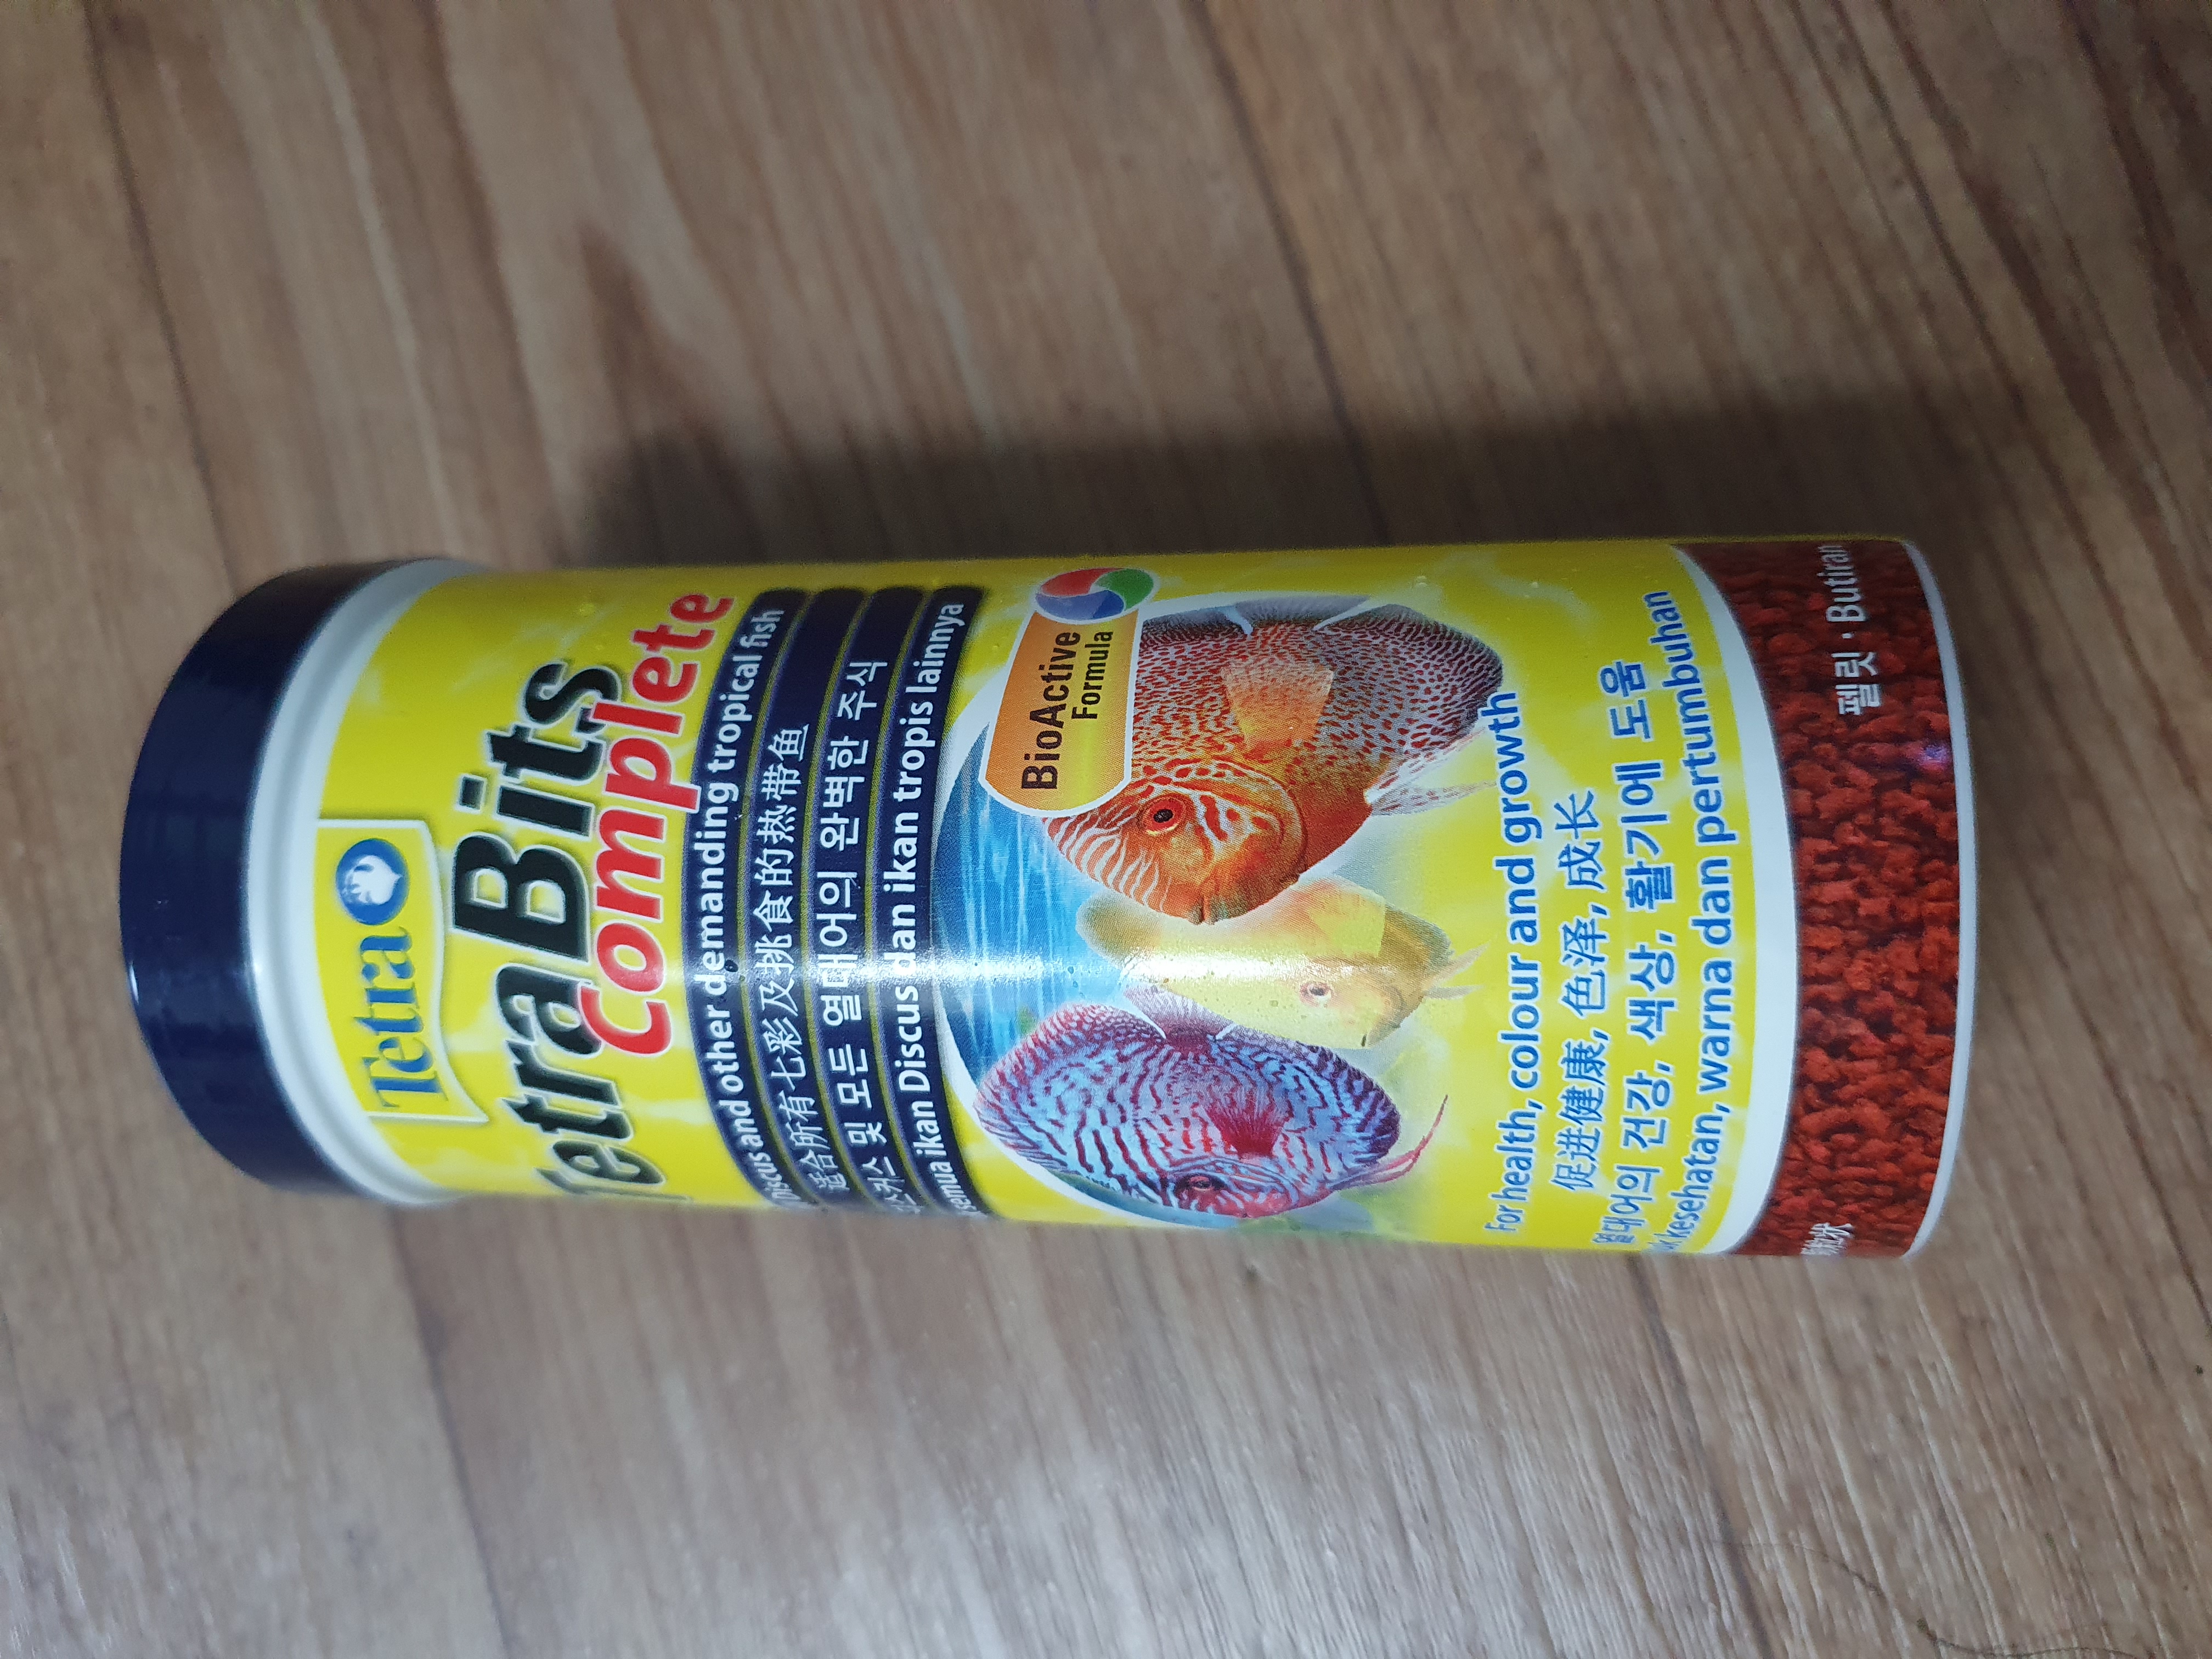 Tetra
TetraBits
Complete
Discus and other demanding tropical fish
适合所有七彩及挑食的热带鱼
및 모든 열대어의 완벽한 주식
semua ikan Discus dan ikan tropis lainnya
BioActive
Formula
For health, colour and growth
促进健康, 色泽, 成长
열대어의 건강, 색상, 활기에 도움
kesehatan, warna dan pertumbuhan
펠릿 · Butiran